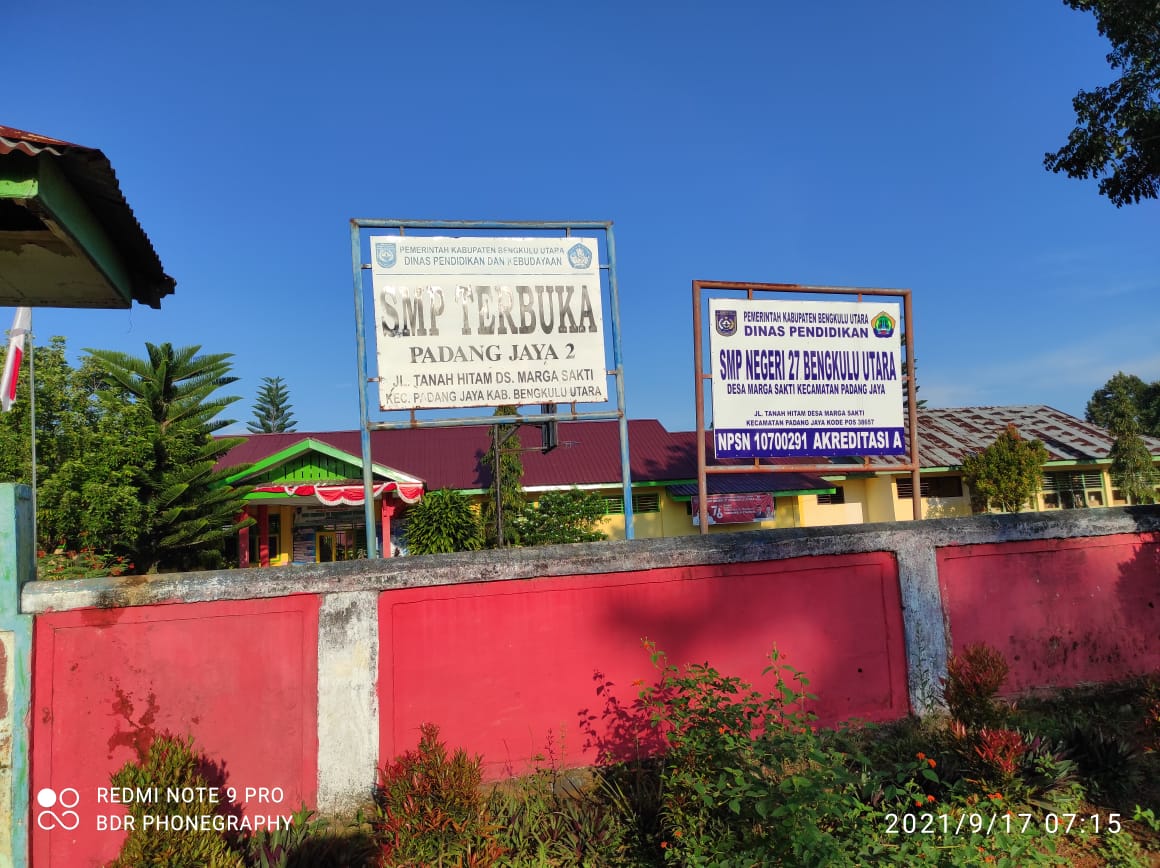 PEMERINTAH KABUPATEN BENGKULU UTARA
DINAS PENDIDIKAN DAN KEBUDAYAAN
SMP TERBUKA
PADANG JAYA 2
JL. TANAH HITAM DS. MARGA SAKTI
KEC. PADANG JAYA KAB. BENGKULU UTARA
PEMERINTAH KABUPATEN BENGKULU UTARA
DINAS PENDIDIKAN
SMP NEGERI 27 BENGKULU UTARA
DESA MARGA SAKTI KECAMATAN PADANG JAYA
JL. TANAH HITAM DESA MARGA SAKTI
KECAMATAN PADANG JAYA KODE POS 38657
NPSN 10700291 AKREDITASI A
76
REDMI NOTE 9 PRO
BDR PHONEGRAPHY
2021/9/17 07:15